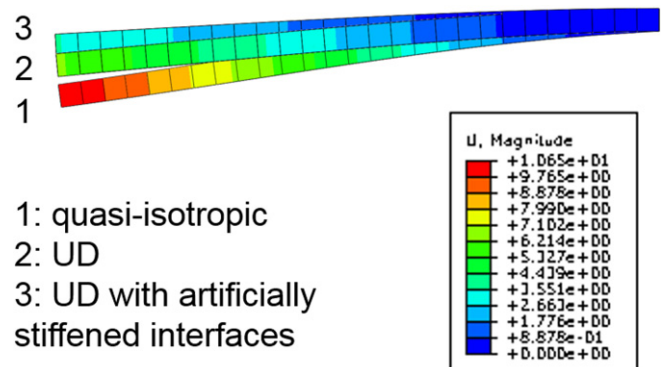 3
2
1
1: quasi-isotropic
2: UD
3: UD with artificially
stiffened interfaces
U, Magnitude
+1.065e+01
+9.765e+00
+8.878e+00
+7.990e+00
+7.102e+00
+6.214e+00
+5.327e+00
+4.439e+00
+3.551e+00
+2.663e+00
+1.776e+00
+8.878e-01
+0.000e+00